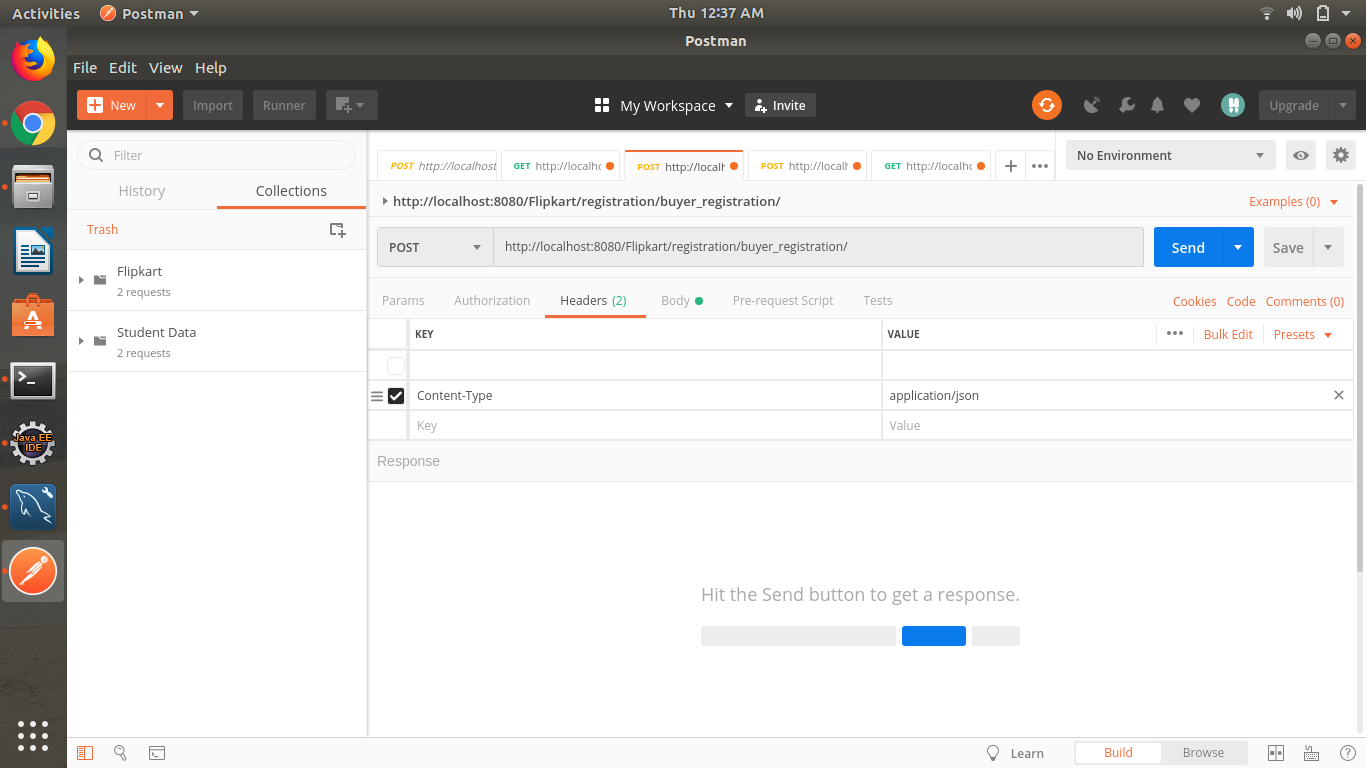 Activities Postman Thu 12:37 AM
Postman
File Edit View Help
New Import Runner My Workspace Invite Upgrade
Filter
History Collections
Trash
Flipkart
2 requests
Student Data
2 requests
POST http://localhost GET http://localhc POST http://localh POST http://localh GET http://localhc No Environment
http://localhost:8080/Flipkart/registration/buyer_registration/ Examples (0)
POST http://localhost:8080/Flipkart/registration/buyer_registration/ Send Save
Params Authorization Headers (2) Body Pre-request Script Tests Cookies Code Comments (0)
KEY VALUE Bulk Edit Presets
Content-Type application/json
Key Value
Response
Hit the Send button to get a response.
Java EE
IDE
Learn Build Browse